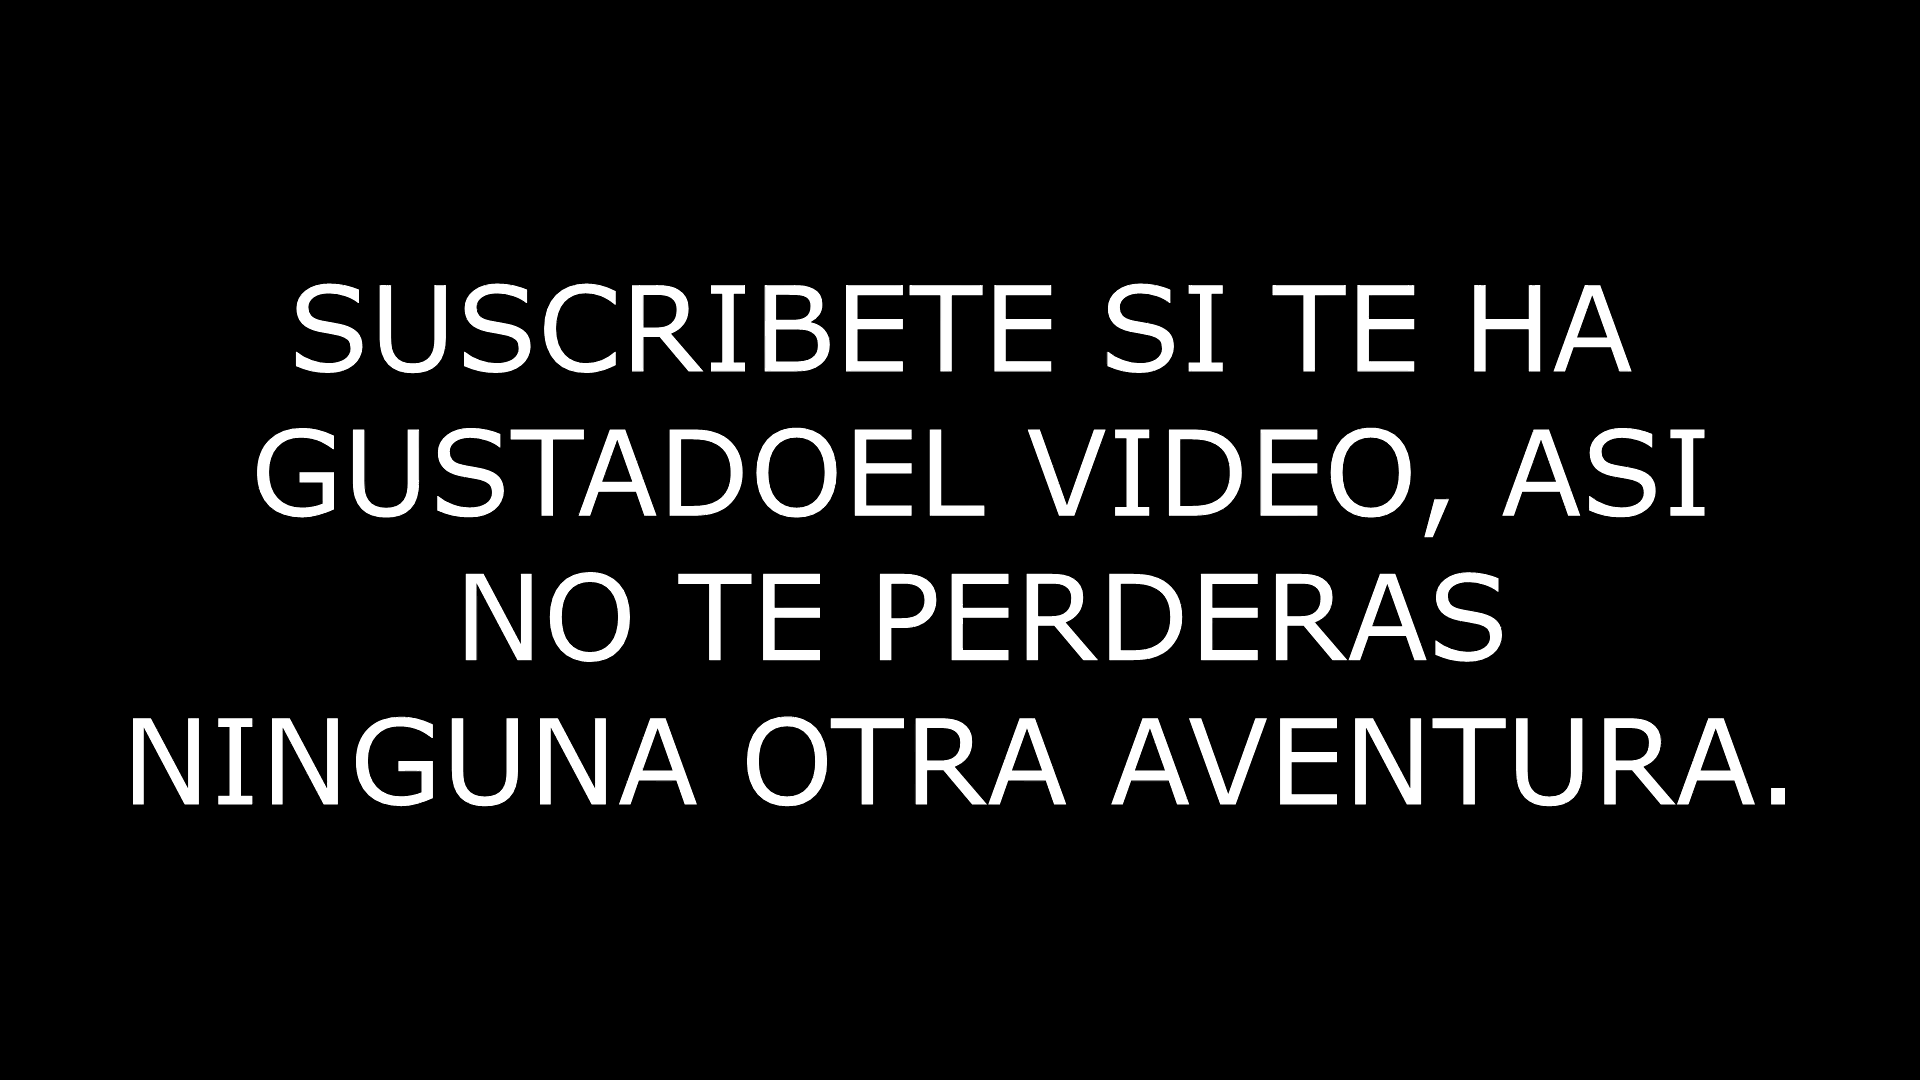 SUSCRIBETE SI TE HA
GUSTADOEL VIDEO, ASI
NO TE PERDERAS
NINGUNA OTRA AVENTURA.